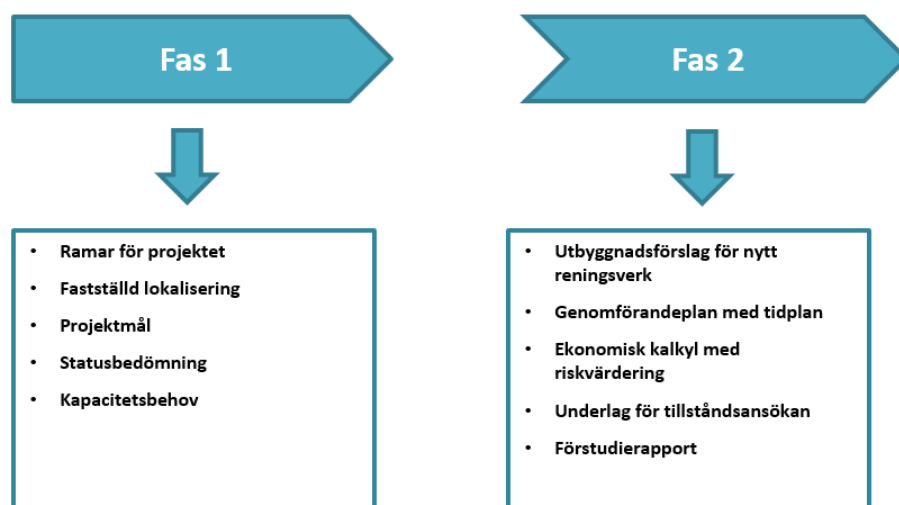 Fas 1
Fas 2
• Ramar för projektet
• Fastställd lokalisering
• Projektmål
• Statusbedömning
• Kapacitetsbehov
• Utbyggnadsförslag för nytt
reningsverk
• Genomförandeplan med tidplan
• Ekonomisk kalkyl med
riskvärdering
• Underlag för tillståndsansökan
• Förstudierapport